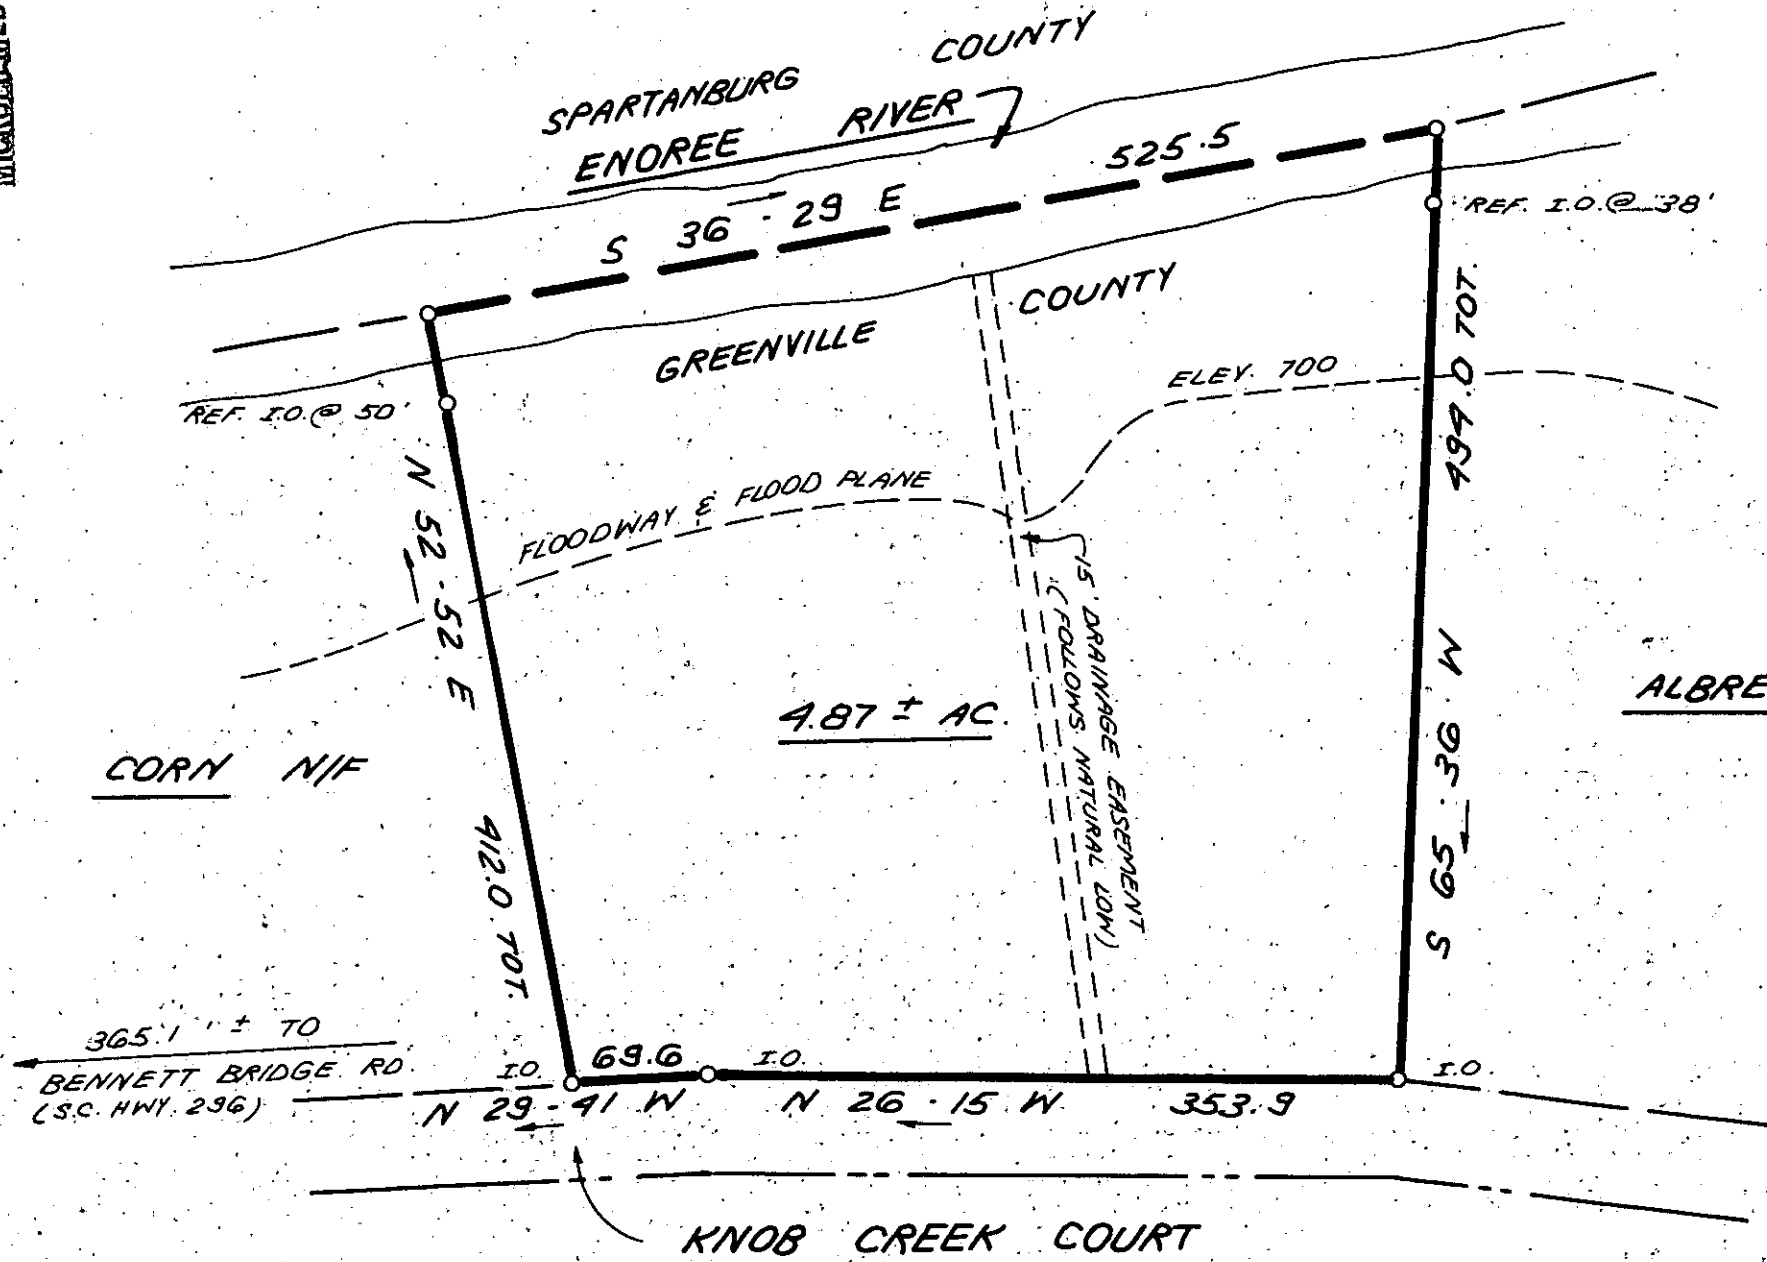 SPARTANBURG COUNTY
ENOREE RIVER
S 36 - 29 E 525.5
REF. I.O. @ 38'
GREENVILLE COUNTY
REF. I.O. @ 50'
ELEV. 700
494.0 TOT.
N 52 - 52 E
FLOODWAY & FLOOD PLANE
15' DRAINAGE EASEMENT
(FOLLOWS NATURAL LOW)
4.87 ± AC.
S 65 - 36 W
ALBRE
CORN N/F
412.0 TOT.
365.1' ± TO
BENNETT BRIDGE RD.
(S.C. HWY. 296)
I.O. 69.6 I.O. I.O.
N 29 - 41 W N 26 - 15 W 353.9
KNOB CREEK COURT